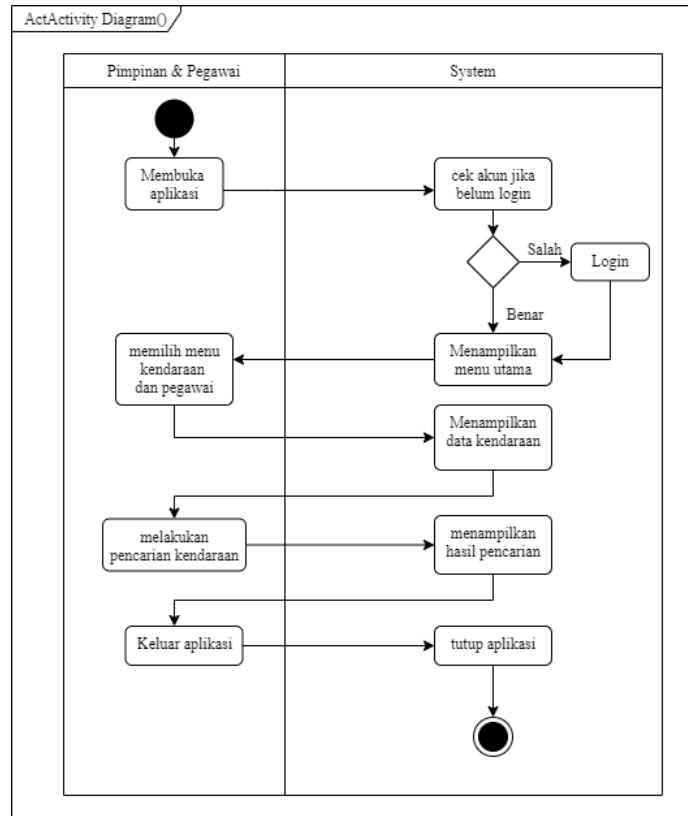 ActActivity Diagram()
Pimpinan & Pegawai
System
Membuka
aplikasi
cek akun jika
belum login
Salah
Login
Benar
Menampilkan
menu utama
memilih menu
kendaraan
dan pegawai
Menampilkan
data kendaraan
melakukan
pencarian kendaraan
menampilkan
hasil pencarian
Keluar aplikasi
tutup aplikasi